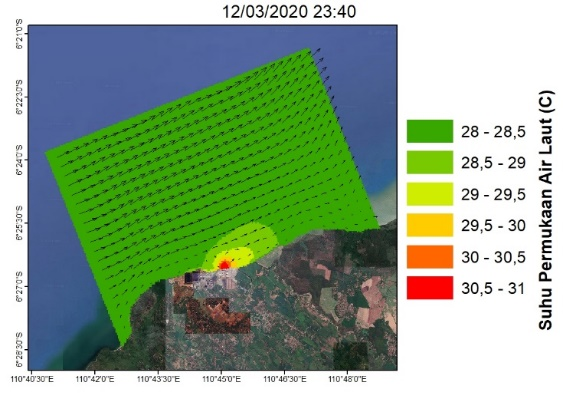 12/03/2020 23:40
6°21'0"S
6°22'30"S
6°24'0"S
6°25'30"S
6°27'0"S
6°28'30"S
110°40'30"E
110°42'0"E
110°43'30"E
110°45'0"E
110°46'30"E
110°48'0"E
28 - 28,5
28,5 - 29
29 - 29,5
29,5 - 30
30 - 30,5
30,5 - 31
Suhu Permukaan Air Laut (C)